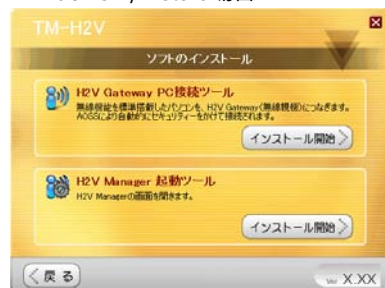 TM-H2V
ソフトのインストール
H2V Gateway PC接続ツール
無線機能を標準搭載したパソコンを、H2V Gateway(無線親機)につなぎます。
AOSSにより自動的にセキュリティーをかけて接続されます。
インストール開始
H2V Manager 起動ツール
H2V Managerの画面を開きます。
インストール開始
戻る
Ver X.XX